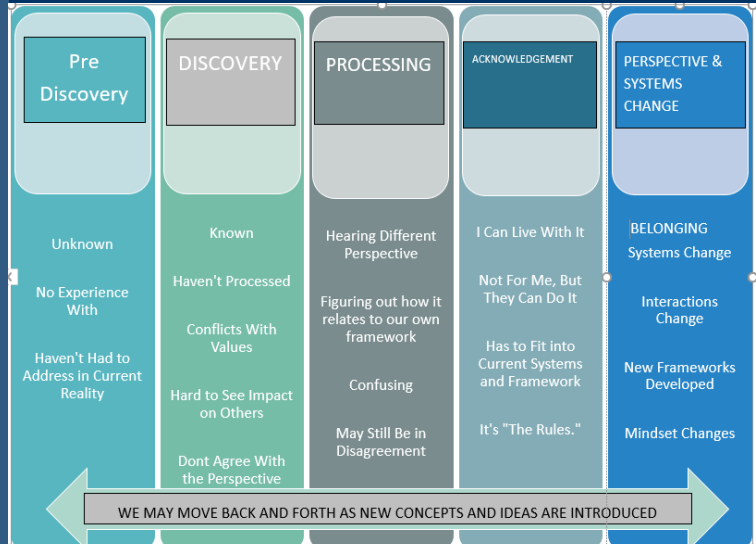 Pre
Discovery
Unknown
No Experience
With
Haven't Had to
Address in Current
Reality
DISCOVERY
Known
Haven't Processed
Conflicts With
Values
Hard to See Impact
on Others
Dont Agree With
the Perspective
PROCESSING
Hearing Different
Perspective
Figuring out how it
relates to our own
framework
Confusing
May Still Be in
Disagreement
ACKNOWLEDGEMENT
I Can Live With It
Not For Me, But
They Can Do It
Has to Fit into
Current Systems
and Framework
It's "The Rules."
PERSPECTIVE &
SYSTEMS
CHANGE
BELONGING
Systems Change
Interactions
Change
New Frameworks
Developed
Mindset Changes
WE MAY MOVE BACK AND FORTH AS NEW CONCEPTS AND IDEAS ARE INTRODUCED